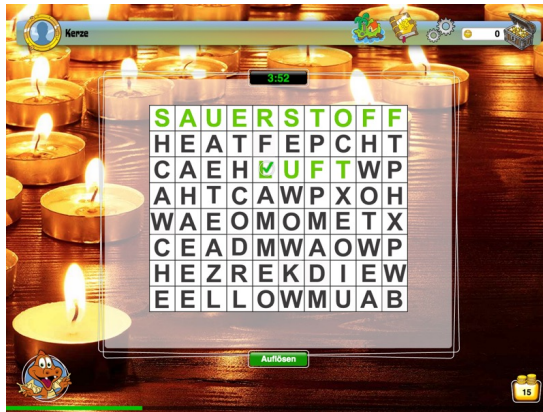 Kerze
0
3:52
SAUERSTOFF
HEATFEPCHT
CAEHLUFTWP
AHTCAWPXOH
WAEOMOMETX
CEADMWAOWP
HEZREKDIEW
EELLOWMUAB
Auflösen
15